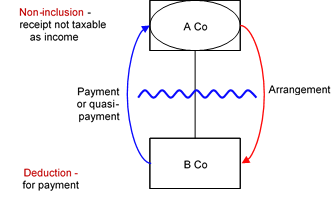 Non-inclusion -
receipt not taxable
as income
A Co
Payment
or quasi-
payment
Arrangement
Deduction -
for payment
B Co